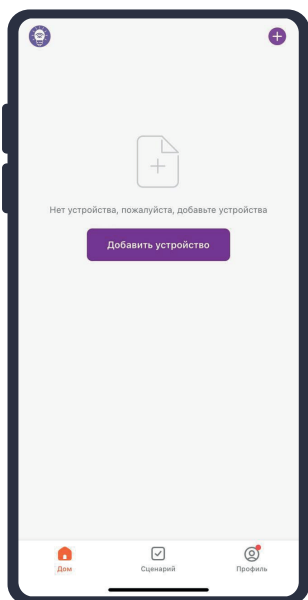 Нет устройства, пожалуйста, добавьте устройства
Добавить устройство
Дом
Сценарий
Профиль